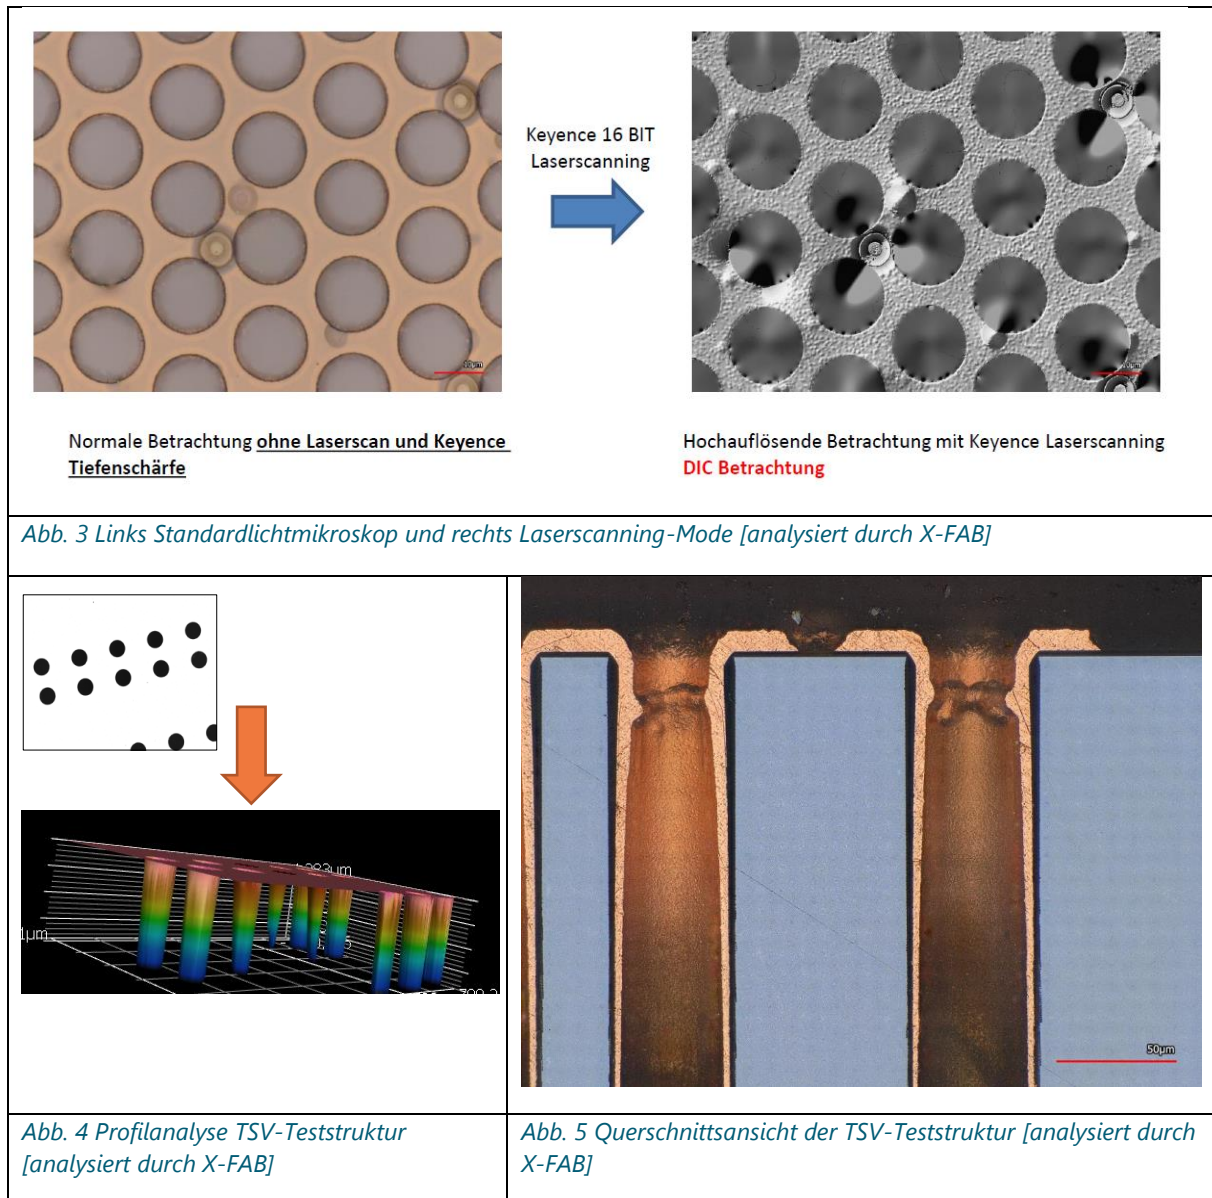 Keyence 16 BIT
Laserscanning
10µm
Normale Betrachtung ohne Laserscan und Keyence
Tiefenschärfe
Hochauflösende Betrachtung mit Keyence Laserscanning
DIC Betrachtung
Abb. 3 Links Standardlichtmikroskop und rechts Laserscanning-Mode [analysiert durch X-FAB]
50µm
Abb. 4 Profilanalyse TSV-Teststruktur
[analysiert durch X-FAB]
Abb. 5 Querschnittsansicht der TSV-Teststruktur [analysiert durch
X-FAB]